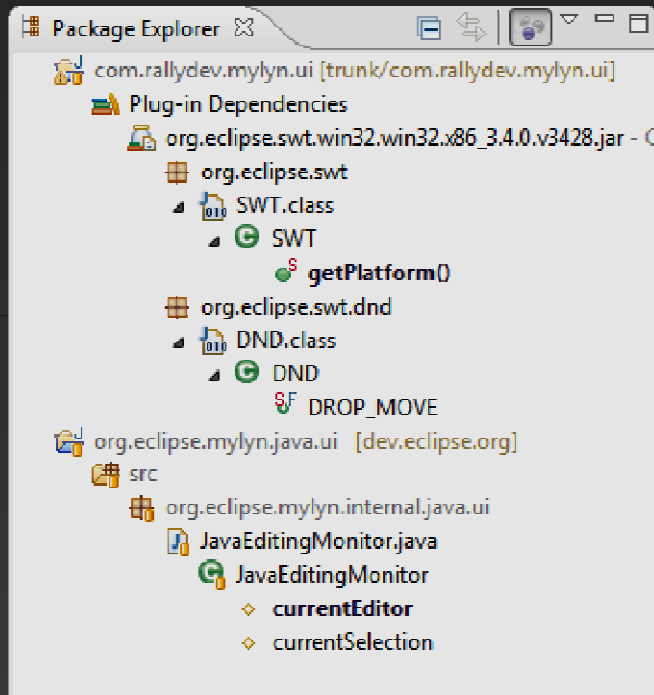 Package Explorer
com.rallydev.mylyn.ui [trunk/com.rallydev.mylyn.ui]
Plug-in Dependencies
org.eclipse.swt.win32.win32.x86_3.4.0.v3428.jar -
org.eclipse.swt
SWT.class
SWT
getPlatform()
org.eclipse.swt.dnd
DND.class
DND
DROP_MOVE
org.eclipse.mylyn.java.ui [dev.eclipse.org]
src
org.eclipse.mylyn.internal.java.ui
JavaEditingMonitor.java
JavaEditingMonitor
currentEditor
currentSelection